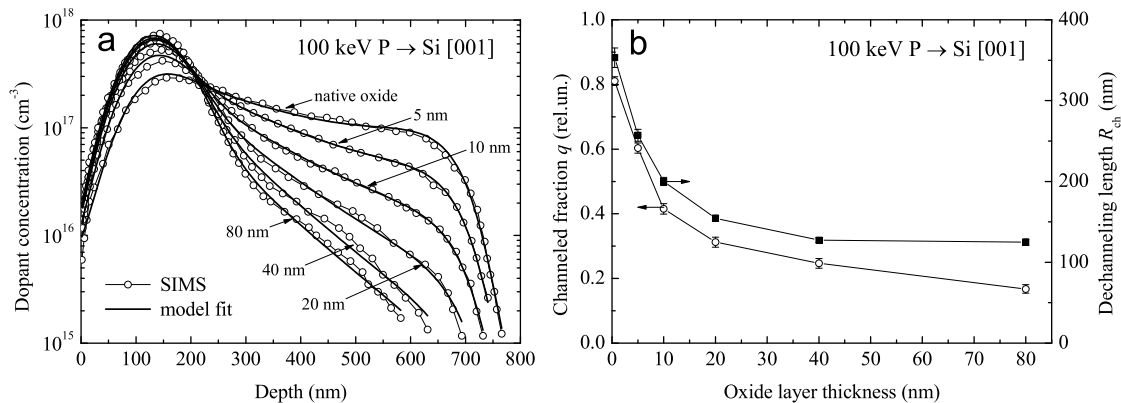 a
100 keV P → Si [001]
native oxide
5 nm
10 nm
80 nm
40 nm
20 nm
SIMS
model fit
10^18
10^17
10^16
10^15
Dopant concentration (cm^-3)
0 100 200 300 400 500 600 700 800
Depth (nm)
b
100 keV P → Si [001]
1.0
0.8
0.6
0.4
0.2
0.0
Channeled fraction q (rel.un.)
400
300
200
100
0
Dechanneling length R_ch (nm)
0 10 20 30 40 50 60 70 80
Oxide layer thickness (nm)